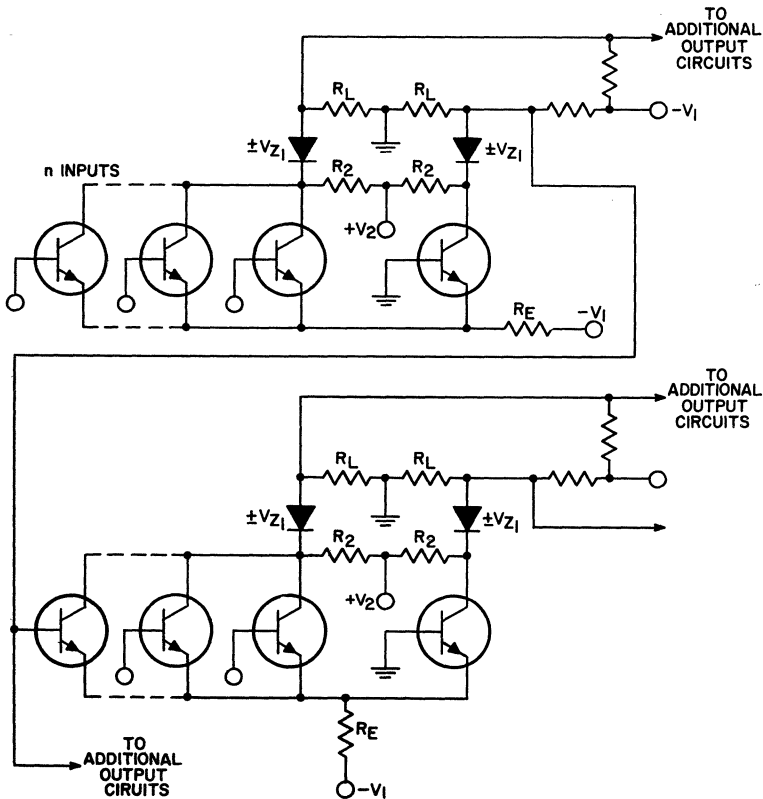 TO
ADDITIONAL
OUTPUT
CIRCUITS
RL RL
-V1
±VZ1 ±VZ1
n INPUTS
R2 R2
+V2
RE -V1
TO
ADDITIONAL
OUTPUT
CIRCUITS
RL RL
±VZ1 ±VZ1
R2 R2
+V2
RE
TO
ADDITIONAL
OUTPUT
CIRUITS
-V1